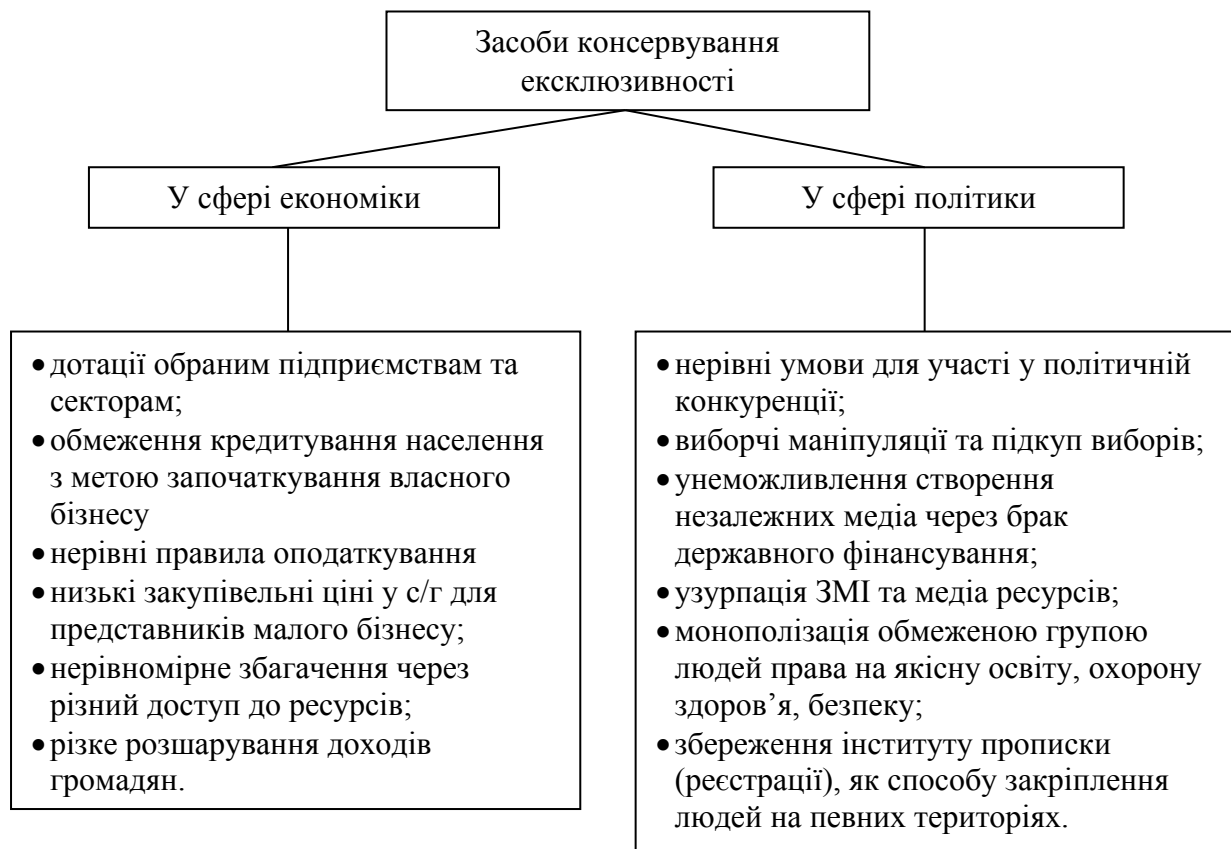 Засоби консервування
ексклюзивності
У сфері економіки
У сфері політики
• дотації обраним підприємствам та
секторам;
• обмеження кредитування населення
з метою започаткування власного
бізнесу
• нерівні правила оподаткування
• низькі закупівельні ціні у с/г для
представників малого бізнесу;
• нерівномірне збагачення через
різний доступ до ресурсів;
• різке розшарування доходів
громадян.
• нерівні умови для участі у політичній
конкуренції;
• виборчі маніпуляції та підкуп виборів;
• унеможливлення створення
незалежних медіа через брак
державного фінансування;
• узурпація ЗМІ та медіа ресурсів;
• монополізація обмеженою групою
людей права на якісну освіту, охорону
здоров’я, безпеку;
• збереження інституту прописки
(реєстрації), як способу закріплення
людей на певних територіях.